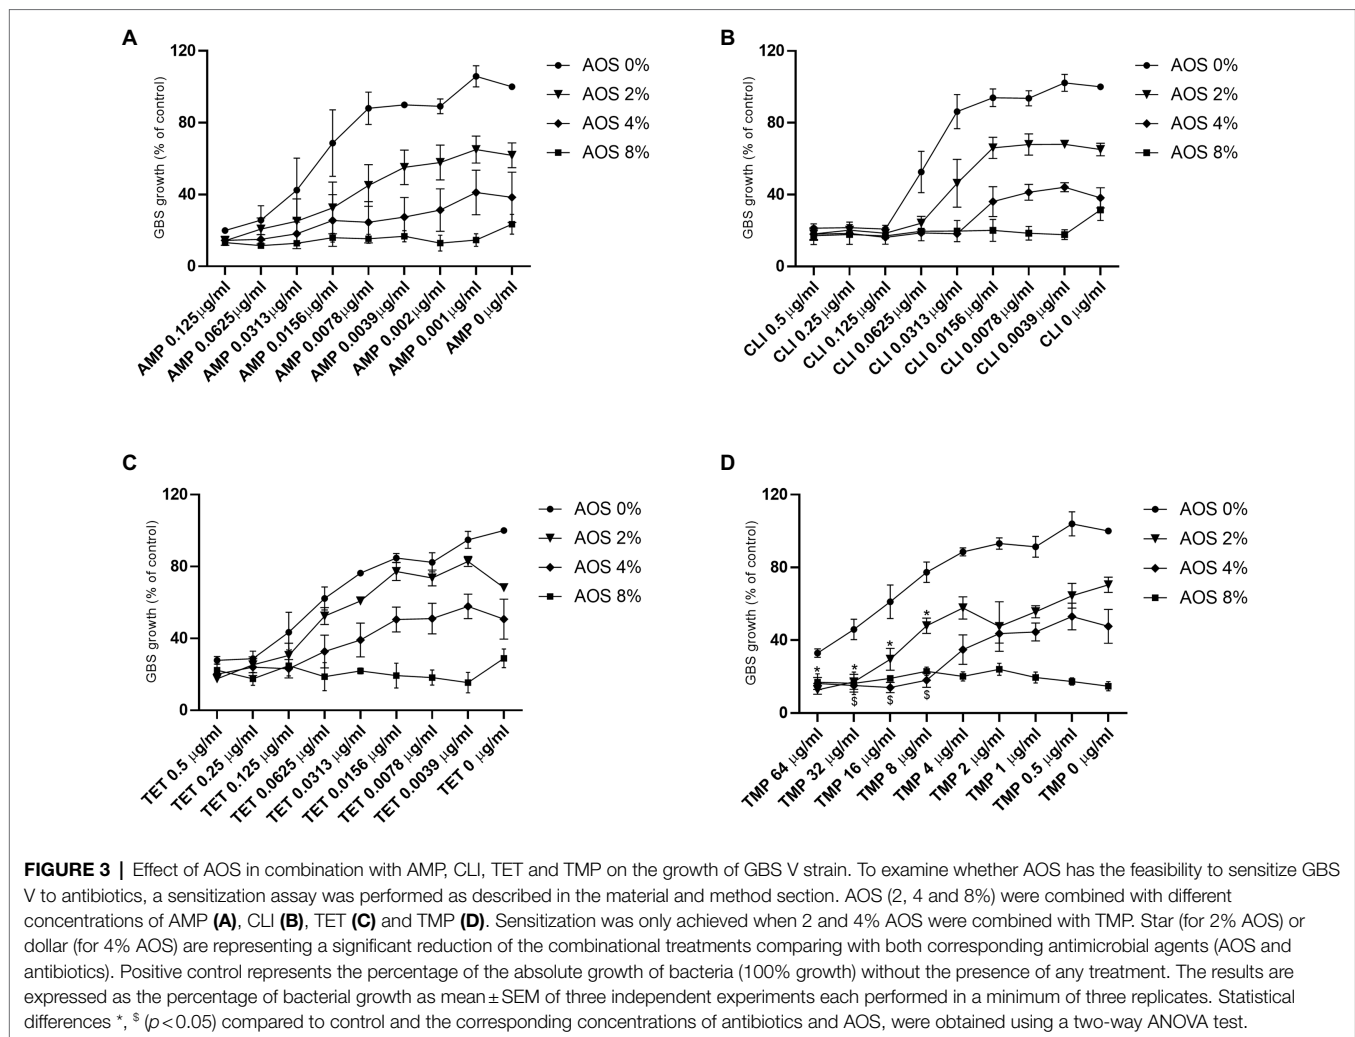 A
120
80
40
0
GBS growth (% of control)
AOS 0%
AOS 2%
AOS 4%
AOS 8%
AMP 0.125 µg/ml
AMP 0.0625 µg/ml
AMP 0.0313 µg/ml
AMP 0.0156 µg/ml
AMP 0.0078 µg/ml
AMP 0.0039 µg/ml
AMP 0.002 µg/ml
AMP 0.001 µg/ml
AMP 0 µg/ml
B
120
80
40
0
GBS growth (% of control)
AOS 0%
AOS 2%
AOS 4%
AOS 8%
CLI 0.5 µg/ml
CLI 0.25 µg/ml
CLI 0.125 µg/ml
CLI 0.0625 µg/ml
CLI 0.0313 µg/ml
CLI 0.0156 µg/ml
CLI 0.0078 µg/ml
CLI 0.0039 µg/ml
CLI 0 µg/ml
C
120
80
40
0
GBS growth (% of control)
AOS 0%
AOS 2%
AOS 4%
AOS 8%
TET 0.5 µg/ml
TET 0.25 µg/ml
TET 0.125 µg/ml
TET 0.0625 µg/ml
TET 0.0313 µg/ml
TET 0.0156 µg/ml
TET 0.0078 µg/ml
TET 0.0039 µg/ml
TET 0 µg/ml
D
120
80
40
0
GBS growth (% of control)
* * * *
$ $ $
AOS 0%
AOS 2%
AOS 4%
AOS 8%
TMP 64 µg/ml
TMP 32 µg/ml
TMP 16 µg/ml
TMP 8 µg/ml
TMP 4 µg/ml
TMP 2 µg/ml
TMP 1 µg/ml
TMP 0.5 µg/ml
TMP 0 µg/ml
FIGURE 3 | Effect of AOS in combination with AMP, CLI, TET and TMP on the growth of GBS V strain. To examine whether AOS has the feasibility to sensitize GBS
V to antibiotics, a sensitization assay was performed as described in the material and method section. AOS (2, 4 and 8%) were combined with different
concentrations of AMP (A), CLI (B), TET (C) and TMP (D). Sensitization was only achieved when 2 and 4% AOS were combined with TMP. Star (for 2% AOS) or
dollar (for 4% AOS) are representing a significant reduction of the combinational treatments comparing with both corresponding antimicrobial agents (AOS and
antibiotics). Positive control represents the percentage of the absolute growth of bacteria (100% growth) without the presence of any treatment. The results are
expressed as the percentage of bacterial growth as mean ± SEM of three independent experiments each performed in a minimum of three replicates. Statistical
differences *, $ (p < 0.05) compared to control and the corresponding concentrations of antibiotics and AOS, were obtained using a two-way ANOVA test.